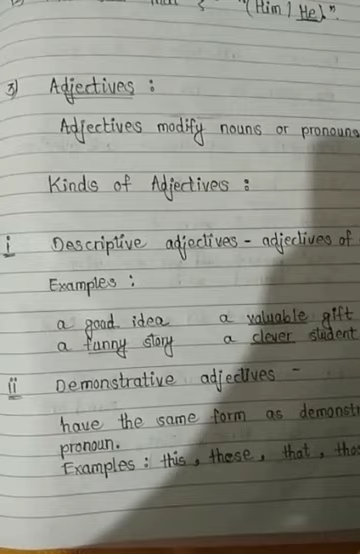 "(Him / He)".
3) Adjectives :
Adjectives modify nouns or pronouns
Kinds of Adjectives :
i Descriptive adjectives - adjectives of
Examples :
a good idea a valuable gift
a funny story a clever student
ii Demonstrative adjectives -
have the same form as
pronoun.
Examples : this, these, that,